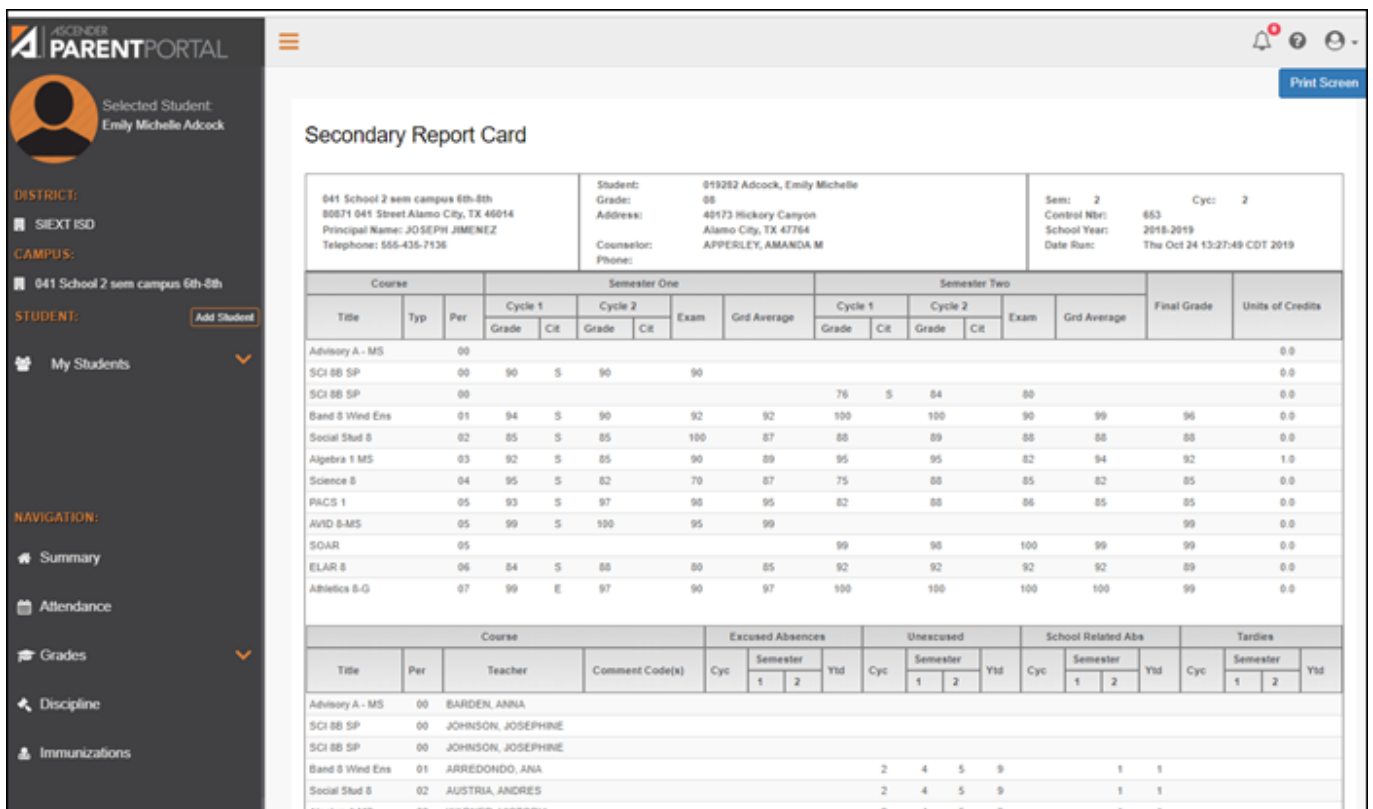 ASCENDER
PARENTPORTAL
Selected Student:
Emily Michelle Adcock
DISTRICT:
SIEXT ISD
CAMPUS:
041 School 2 sem campus 6th-8th
STUDENT: Add Student
My Students
NAVIGATION:
Summary
Attendance
Grades
Discipline
Immunizations
Print Screen
Secondary Report Card
041 School 2 sem campus 6th-8th
80871 041 Street Alamo City, TX 46014
Principal Name: JOSEPH JIMENEZ
Telephone: 555-435-7136
Student: 019282 Adcock, Emily Michelle
Grade: 08
Address: 40173 Hickory Canyon
Alamo City, TX 47764
Counselor: APPERLEY, AMANDA M
Phone:
Sem: 2 Cyc: 2
Control Nbr: 653
School Year: 2018-2019
Date Run: Thu Oct 24 13:27:49 CDT 2019
Course Semester One Semester Two Final Grade Units of Credits
Title Typ Per Cycle 1 Cycle 2 Exam Grd Average Cycle 1 Cycle 2 Exam Grd Average
Grade Cit Grade Cit Grade Cit Grade Cit
Advisory A - MS 00 0.0
SCI 8B SP 00 90 S 90 90 0.0
SCI 8B SP 00 76 S 84 80 0.0
Band 8 Wind Ens 01 94 S 90 92 92 100 100 90 99 96 0.0
Social Stud 8 02 85 S 85 100 87 88 89 88 88 88 0.0
Algebra 1 MS 03 92 S 85 90 89 95 95 82 94 92 1.0
Science 8 04 95 S 82 70 87 75 88 85 82 85 0.0
PACS 1 05 93 S 97 98 95 82 88 86 85 85 0.0
AVID 8-MS 05 99 S 100 95 99 99 0.0
SOAR 05 99 98 100 99 99 0.0
ELAR 8 06 84 S 88 80 85 92 92 92 92 89 0.0
Athletics 8-G 07 99 E 97 90 97 100 100 100 100 99 0.0
Course Excused Absences Unexcused School Related Abs Tardies
Title Per Teacher Comment Code(s) Cyc Semester Ytd Cyc Semester Ytd Cyc Semester Ytd Cyc Semester Ytd
1 2 1 2 1 2 1 2
Advisory A - MS 00 BARDEN, ANNA
SCI 8B SP 00 JOHNSON, JOSEPHINE
SCI 8B SP 00 JOHNSON, JOSEPHINE
Band 8 Wind Ens 01 ARREDONDO, ANA 2 4 5 9 1 1
Social Stud 8 02 AUSTRIA, ANDRES 2 4 5 9 1 1